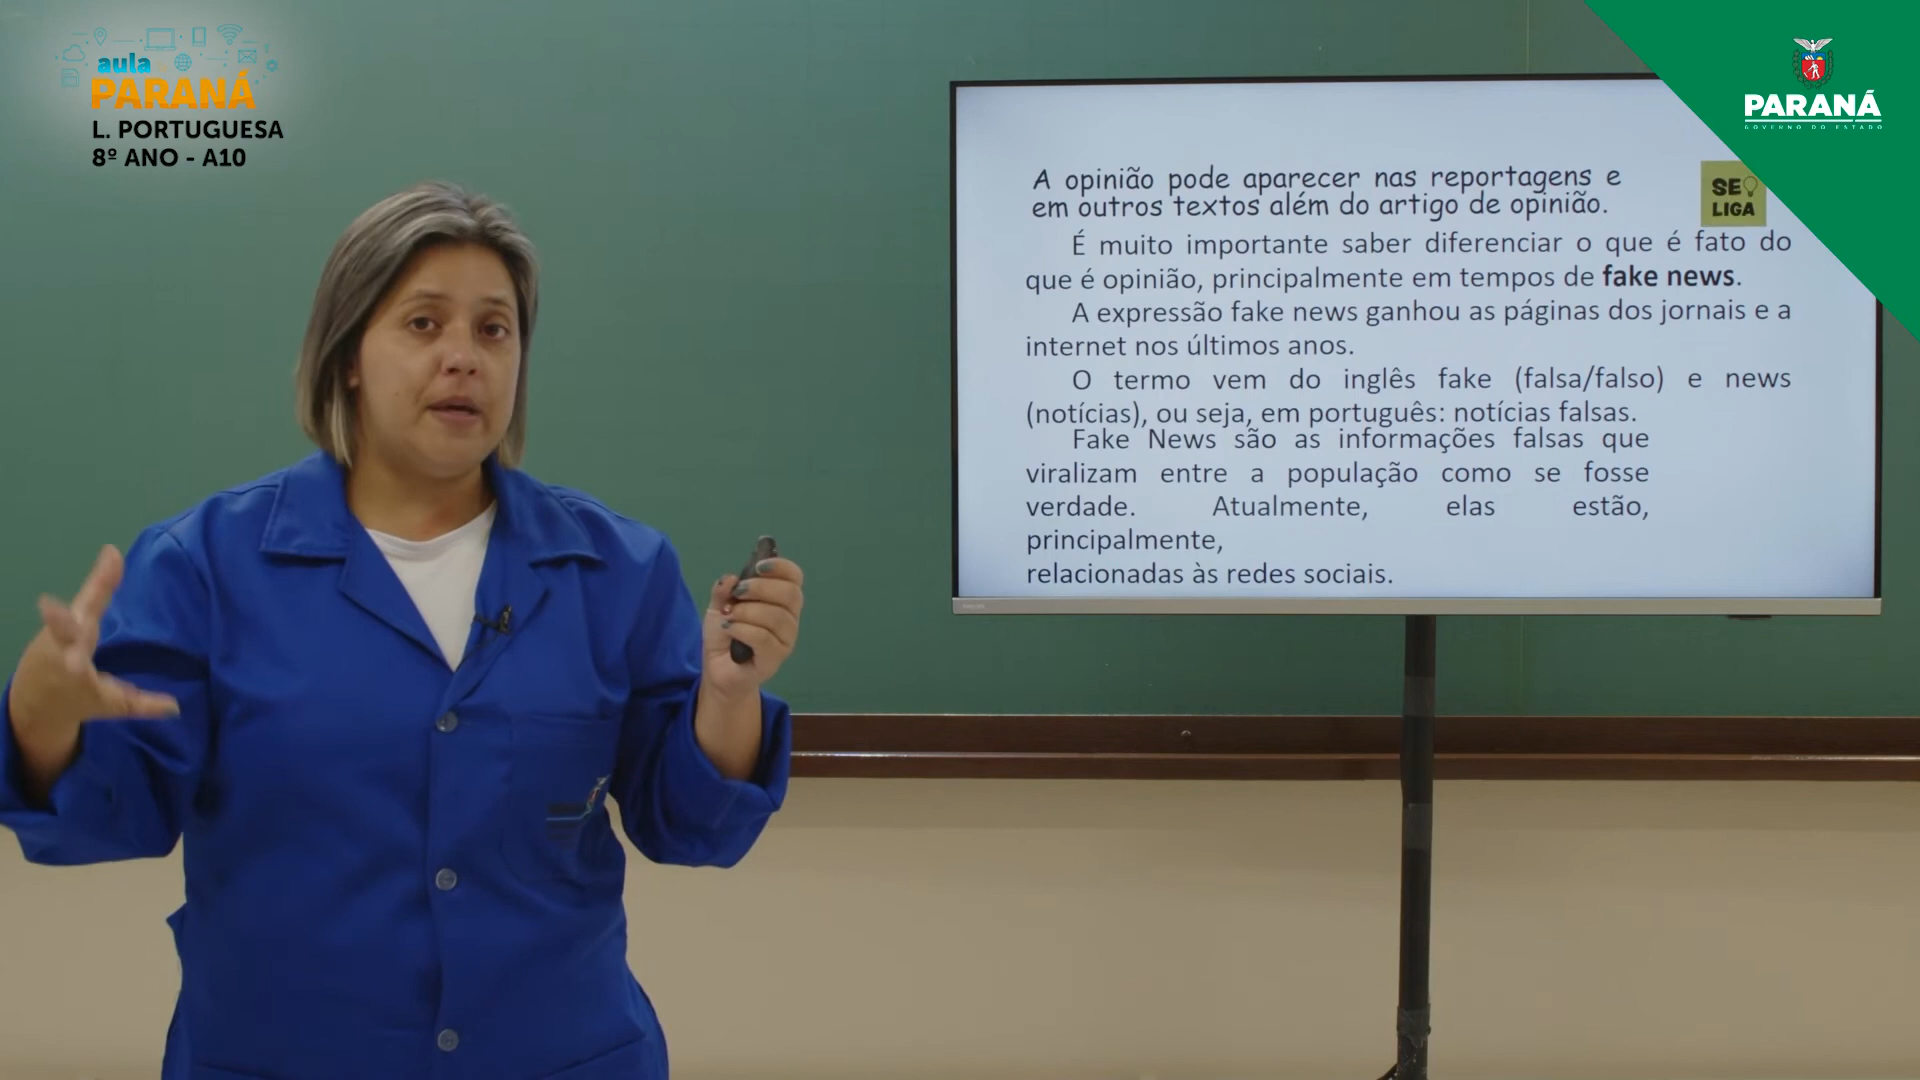 aula
PARANÁ
L. PORTUGUESA
8º ANO - A10
PARANÁ
GOVERNO DO ESTADO
A opinião pode aparecer nas reportagens e
em outros textos além do artigo de opinião.
SE
LIGA
É muito importante saber diferenciar o que é fato do
que é opinião, principalmente em tempos de fake news.
A expressão fake news ganhou as páginas dos jornais e a
internet nos últimos anos.
O termo vem do inglês fake (falsa/falso) e news
(notícias), ou seja, em português: notícias falsas.
Fake News são as informações falsas que
viralizam entre a população como se fosse
verdade. Atualmente, elas estão,
principalmente,
relacionadas às redes sociais.